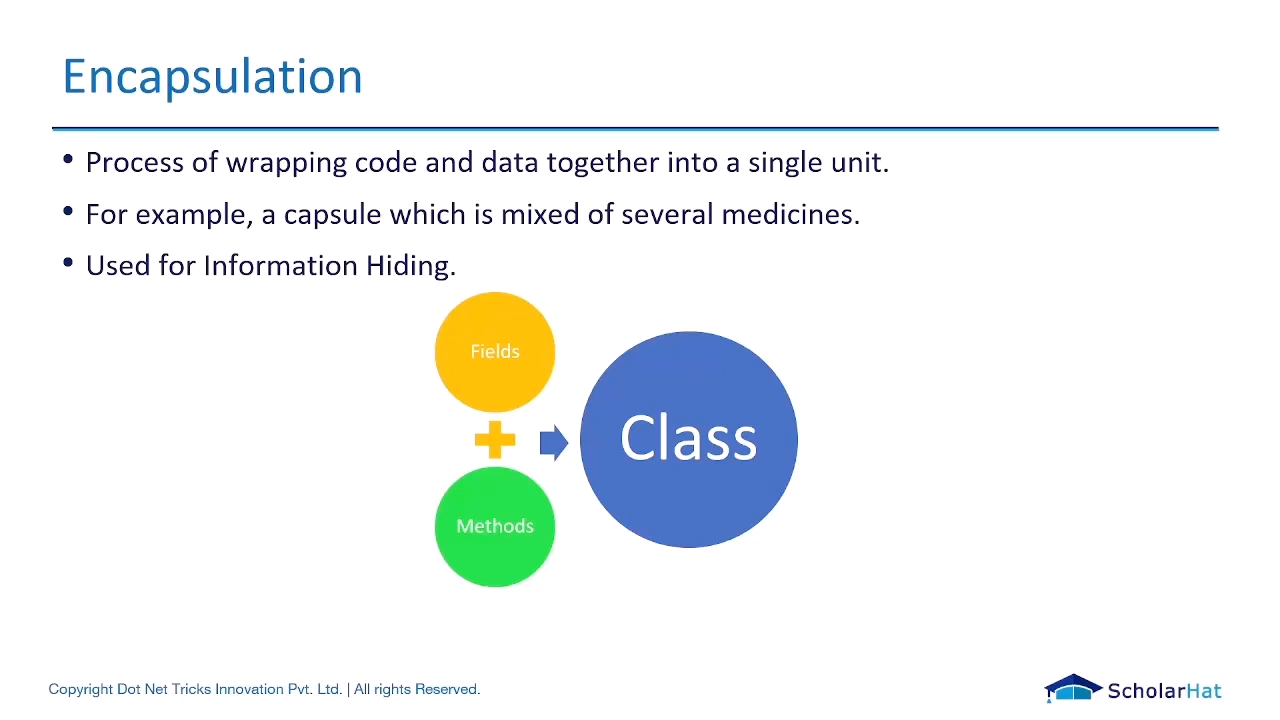 Encapsulation
• Process of wrapping code and data together into a single unit.
• For example, a capsule which is mixed of several medicines.
• Used for Information Hiding.
Fields
Class
Methods
Copyright Dot Net Tricks Innovation Pvt. Ltd. | All rights Reserved.
ScholarHat